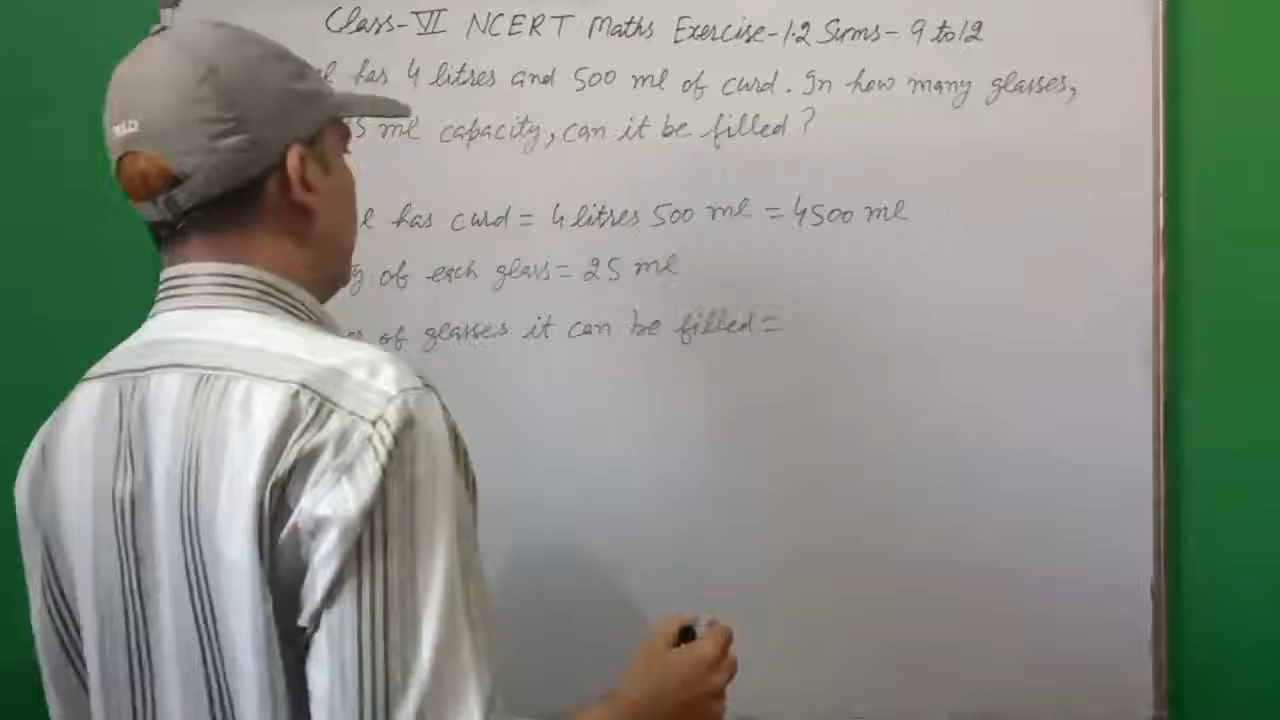 Class-VI NCERT Maths Exercise-1.2 Sums- 9 to 12
has 4 litres and 500 ml of curd. In how many glasses,
5 ml capacity, can it be filled?
has curd = 4 litres 500 ml = 4500 ml
of each glass = 25 ml
of glasses it can be filled =